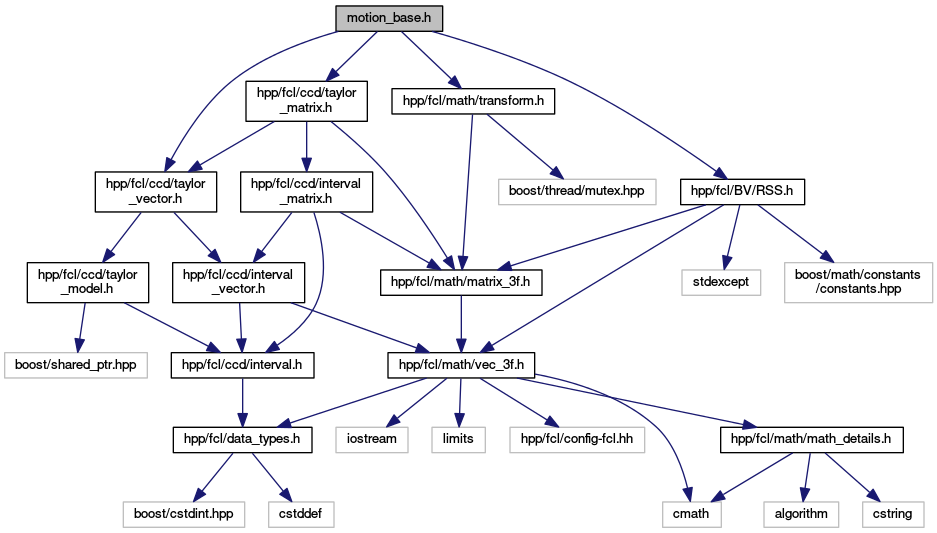 motion_base.h
hpp/fcl/ccd/taylor
_matrix.h
hpp/fcl/math/transform.h
hpp/fcl/ccd/taylor
_vector.h
hpp/fcl/ccd/interval
_matrix.h
boost/thread/mutex.hpp
hpp/fcl/BV/RSS.h
hpp/fcl/ccd/taylor
_model.h
hpp/fcl/ccd/interval
_vector.h
hpp/fcl/math/matrix_3f.h
stdexcept
boost/math/constants
/constants.hpp
boost/shared_ptr.hpp
hpp/fcl/ccd/interval.h
hpp/fcl/math/vec_3f.h
hpp/fcl/data_types.h
iostream
limits
hpp/fcl/config-fcl.hh
hpp/fcl/math/math_details.h
boost/cstdint.hpp
cstddef
cmath
algorithm
cstring